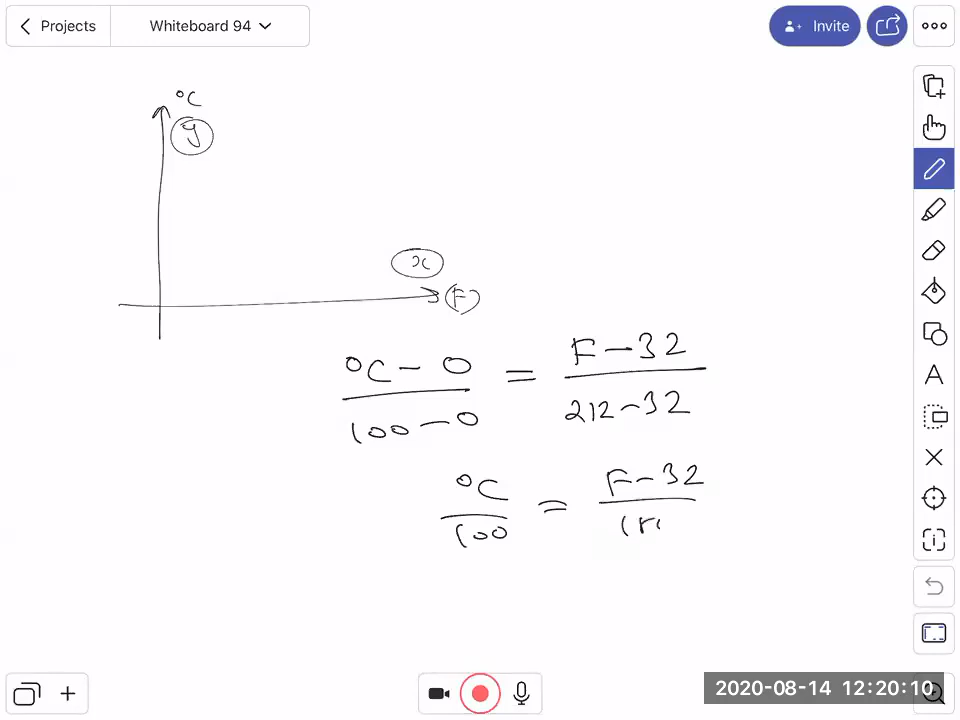 Projects
Whiteboard 94
Invite
°C
y
x
F
°C - 0 / 100 - 0 = F - 32 / 212 - 32
°C / 100 = F - 32
A
2020-08-14 12:20:10